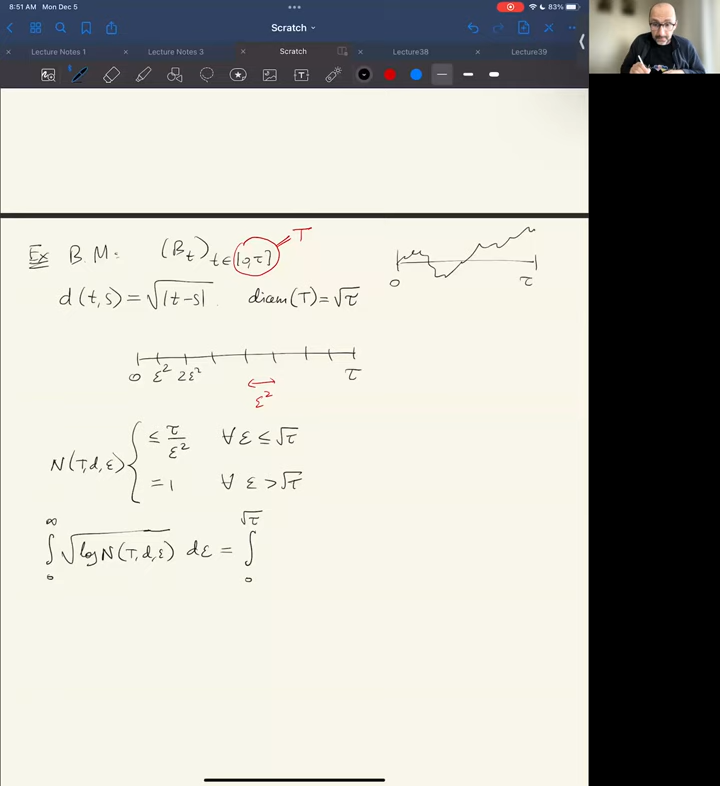 8:51 AM Mon Dec 5
83%
Scratch
Lecture Notes 1
Lecture Notes 3
Scratch
Lecture38
Lecture39
Ex B.M: (B_t)_{t∈[0,τ]} = T
0 τ
d(t,s) = √|t-s| diam(T) = √τ
0 ε² 2ε² τ
ε²
N(T,d,ε) { ≤ τ/ε² ∀ ε ≤ √τ
= 1 ∀ ε > √τ
∫_0^∞ √(log N(T,d,ε)) dε = ∫_0^{√τ}